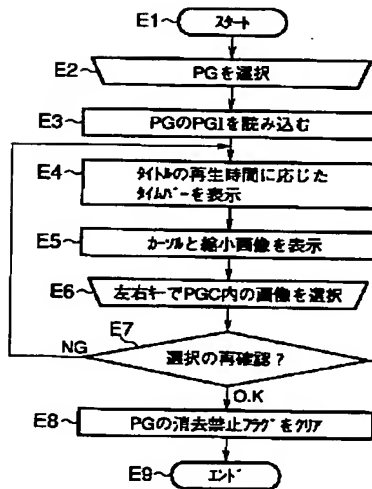 E1
スタート
E2
PGを選択
E3
PGのPGIを読み込む
E4
タイトルの再生時間に応じた
タイムバーを表示
E5
カーソルと縮小画像を表示
E6
左右キーでPGC内の画像を選択
E7
NG
選択の再確認?
O.K
E8
PGの消去禁止フラグをクリア
E9
エンド